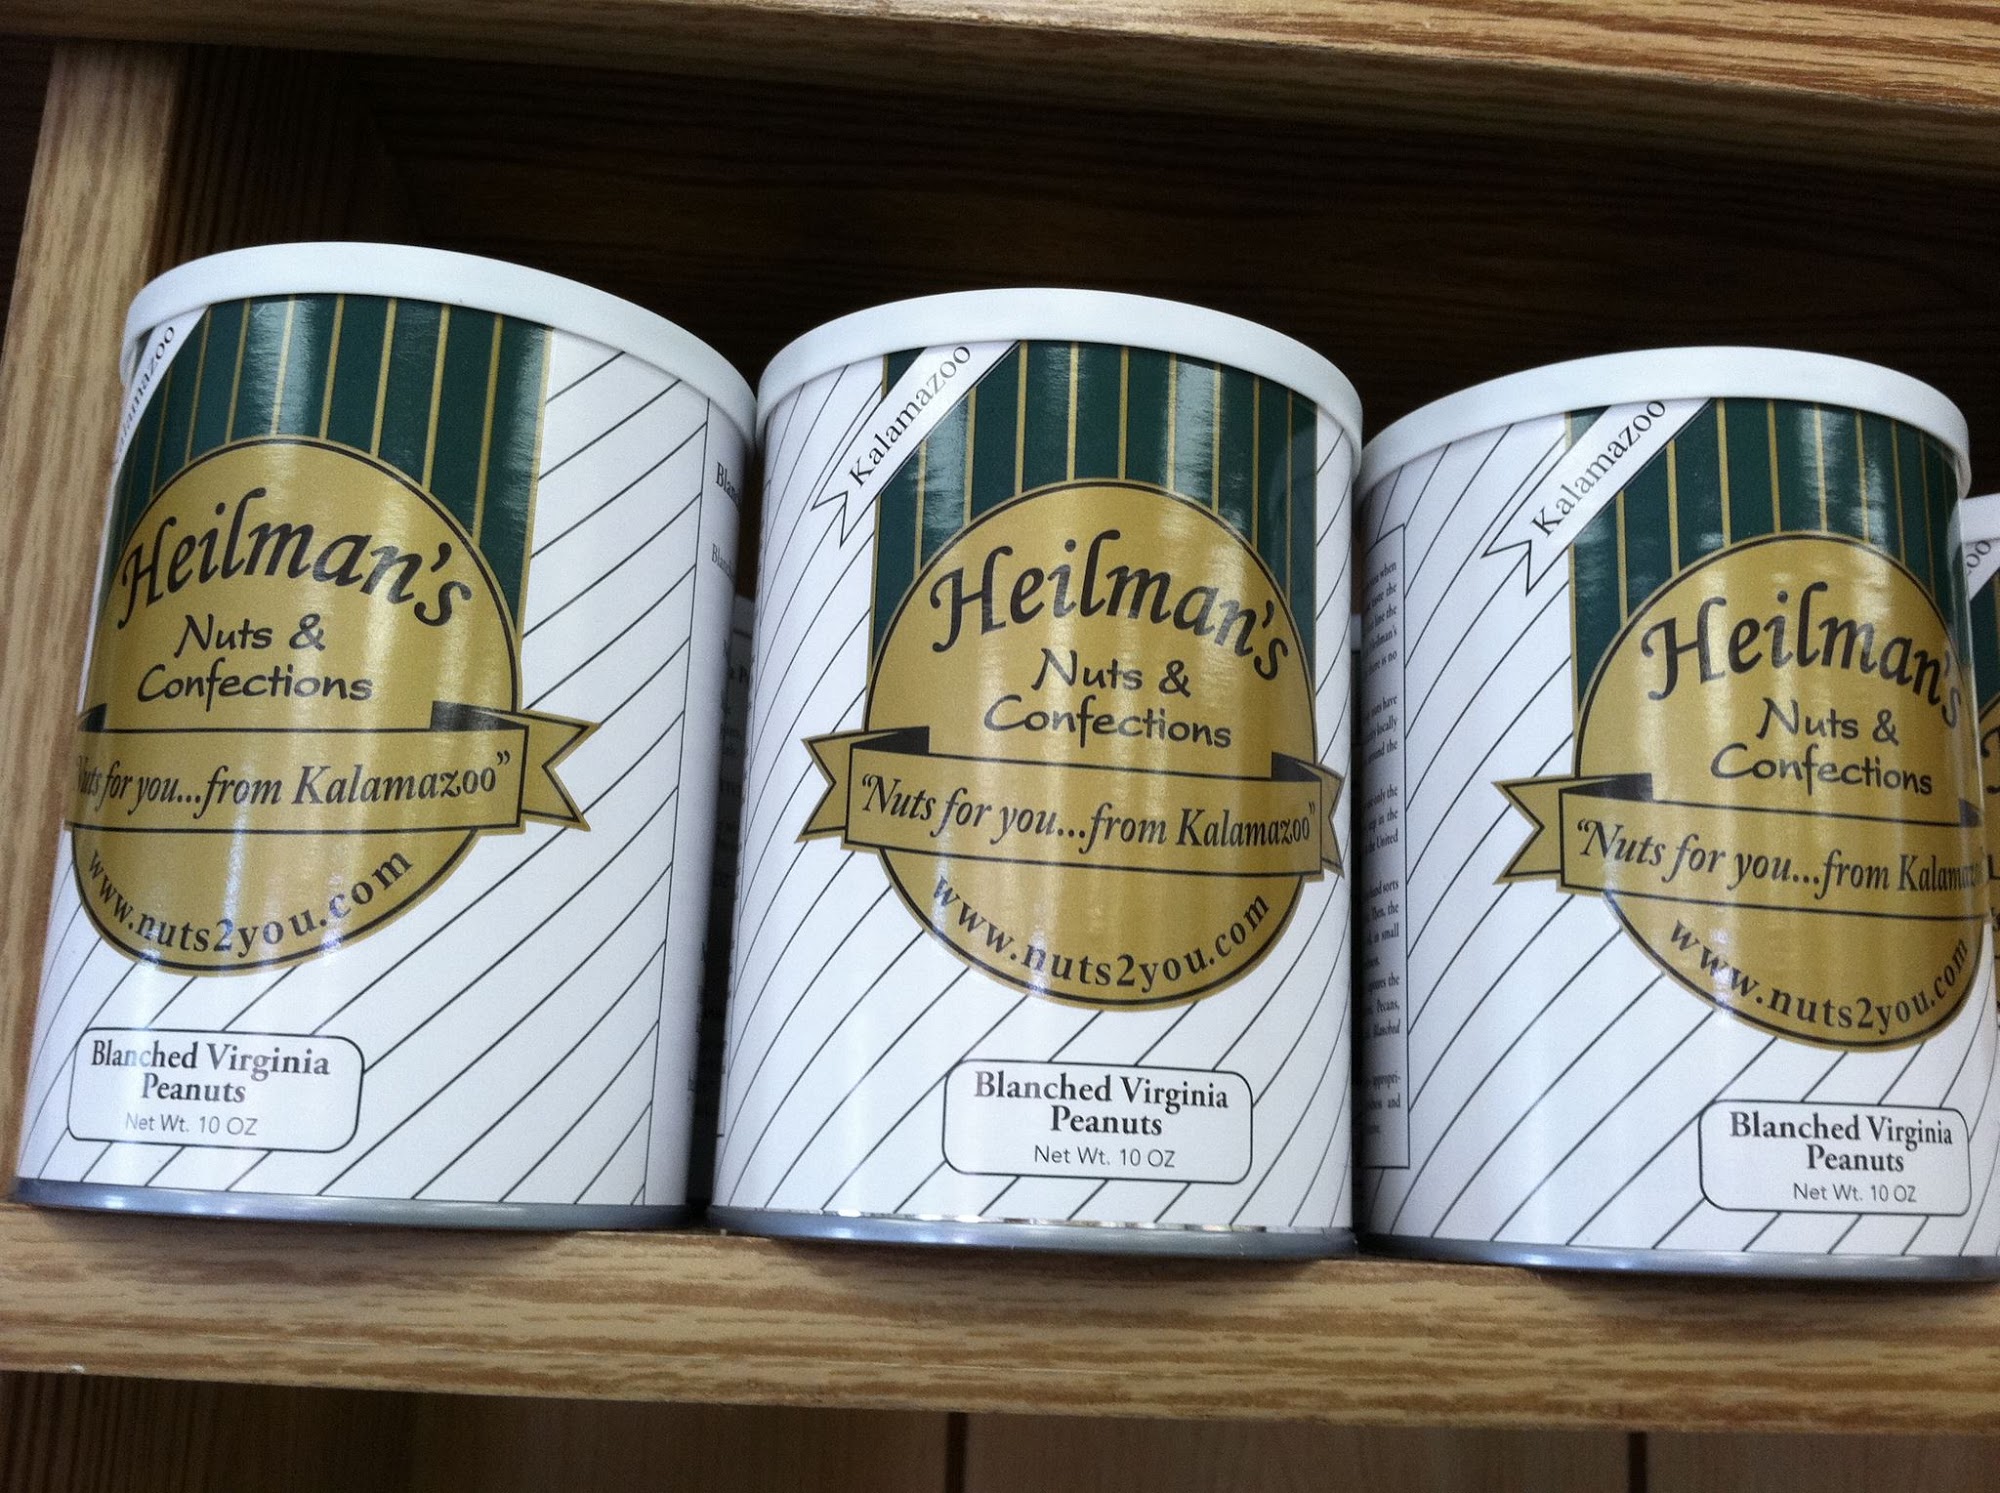 Kalamazoo
Heilman's
Nuts &
Confections
for you...from Kalamazoo"
www.nuts2you.com
Blanched Virginia
Peanuts
Net Wt. 10 OZ
Kalamazoo
Heilman's
Nuts &
Confections
"Nuts for you...from Kalamazoo"
www.nuts2you.com
Blanched Virginia
Peanuts
Net Wt. 10 OZ
Kalamazoo
Heilman's
Nuts &
Confections
"Nuts for you...from
www.nuts2you.com
Blanched Virginia
Peanuts
Net Wt. 10 OZ